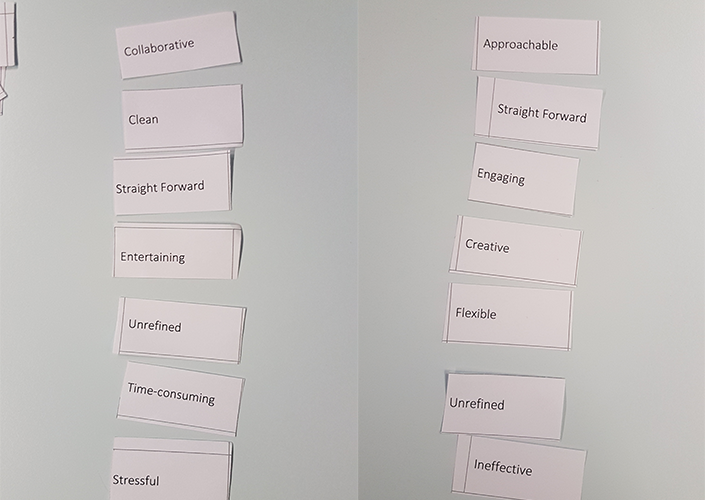 Collaborative
Clean
Straight Forward
Entertaining
Unrefined
Time-consuming
Stressful
Approachable
Straight Forward
Engaging
Creative
Flexible
Unrefined
Ineffective